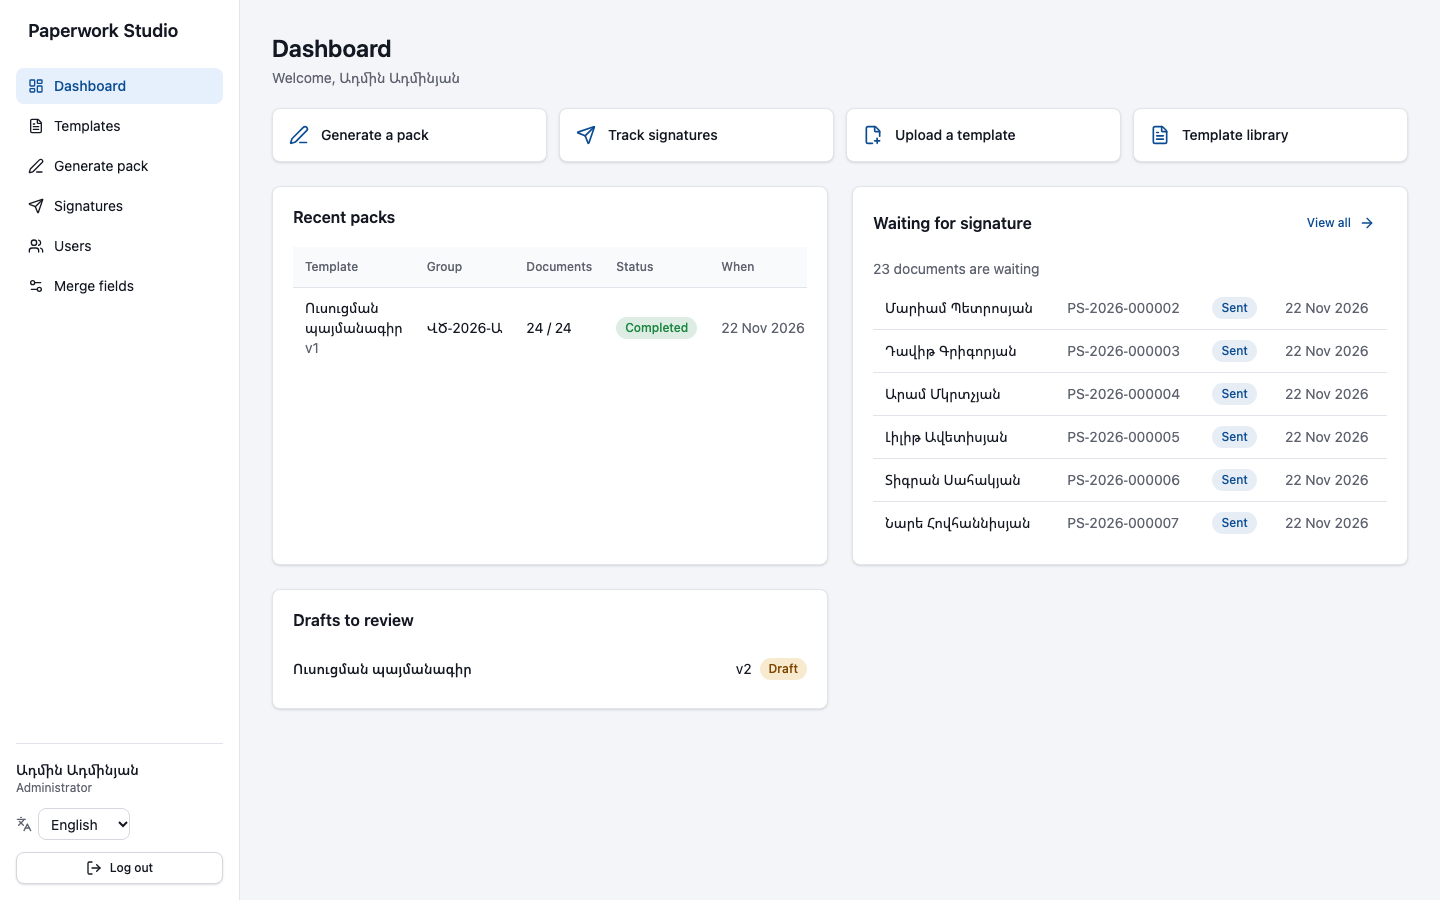 Paperwork Studio
Dashboard
Templates
Generate pack
Signatures
Users
Merge fields
Ադմին Ադմինյան
Administrator
English
Log out
Dashboard
Welcome, Ադմին Ադմինյան
Generate a pack
Track signatures
Upload a template
Template library
Recent packs
Template Group Documents Status When
Ուսուցման
պայմանագիր ՎԾ-2026-Ա 24 / 24 Completed 22 Nov 2026
v1
Waiting for signature View all
23 documents are waiting
Մարիամ Պետրոսյան PS-2026-000002 Sent 22 Nov 2026
Դավիթ Գրիգորյան PS-2026-000003 Sent 22 Nov 2026
Արամ Մկրտչյան PS-2026-000004 Sent 22 Nov 2026
Լիլիթ Ավետիսյան PS-2026-000005 Sent 22 Nov 2026
Տիգրան Սահակյան PS-2026-000006 Sent 22 Nov 2026
Նարե Հովհաննիսյան PS-2026-000007 Sent 22 Nov 2026
Drafts to review
Ուսուցման պայմանագիր v2 Draft